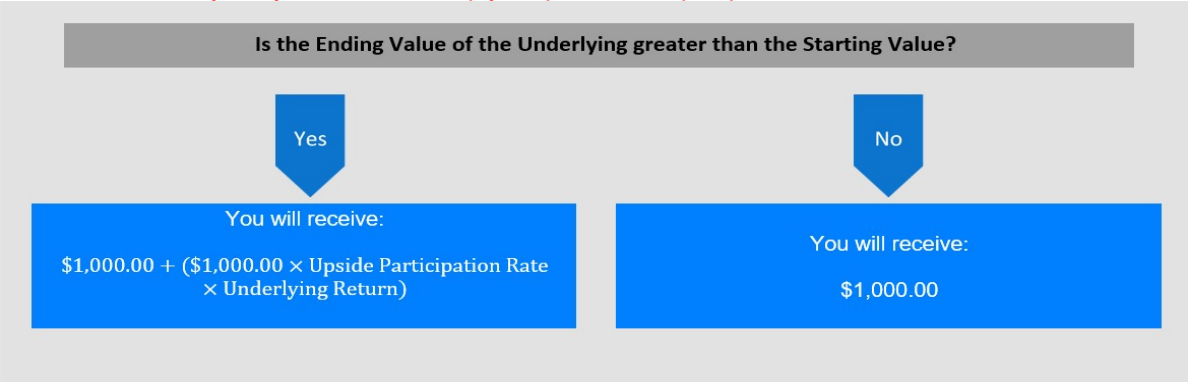 Is the Ending Value of the Underlying greater than the Starting Value?
Yes
No
You will receive:
$1,000.00 + ($1,000.00 × Upside Participation Rate
× Underlying Return)
You will receive:
$1,000.00